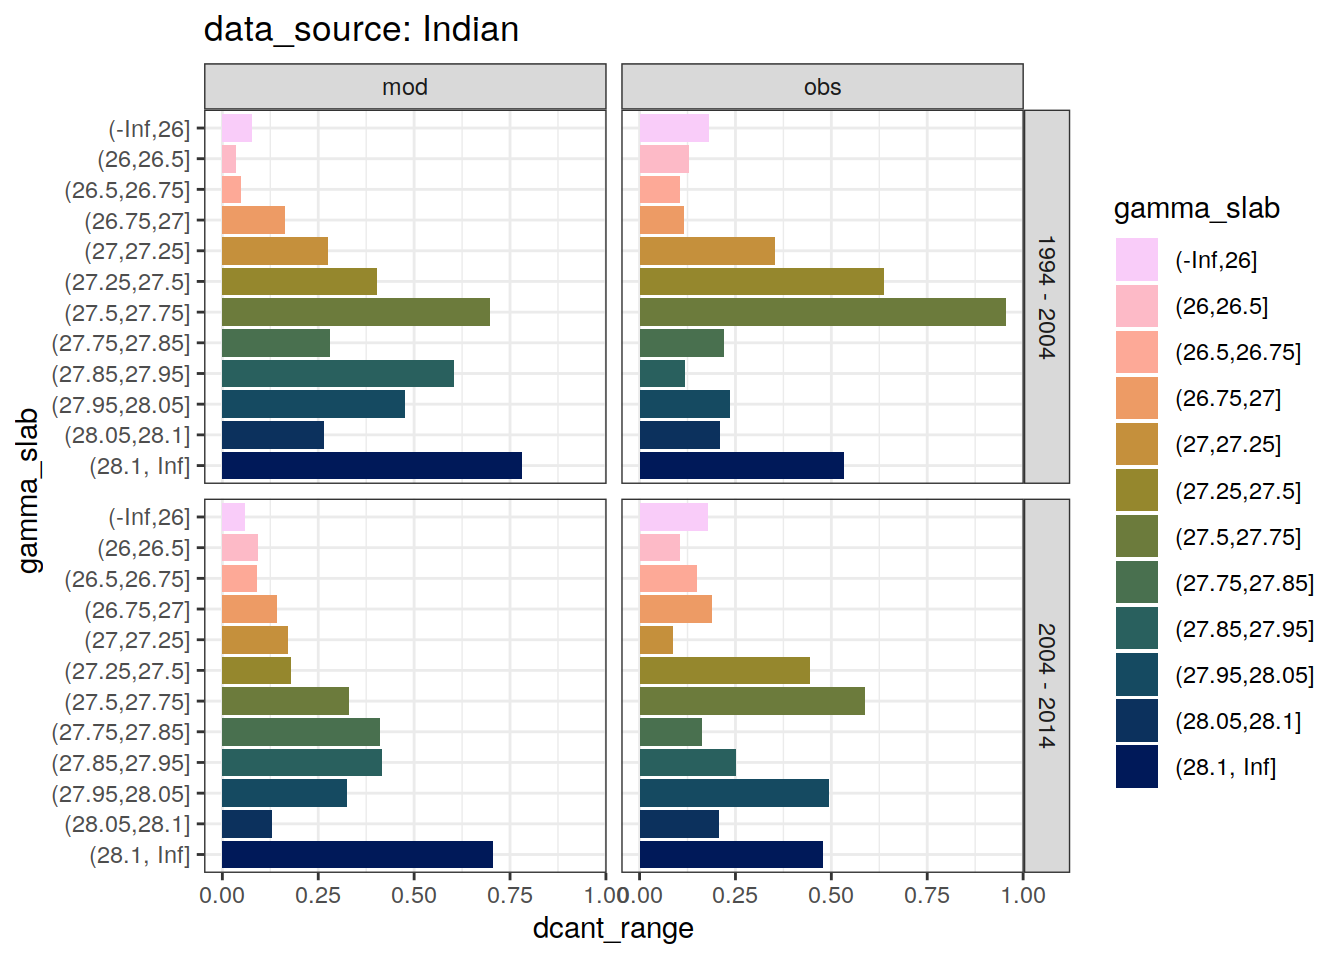 data_source: Indian
mod
obs
gamma_slab
(-Inf,26]
(26,26.5]
(26.5,26.75]
(26.75,27]
(27,27.25]
(27.25,27.5]
(27.5,27.75]
(27.75,27.85]
(27.85,27.95]
(27.95,28.05]
(28.05,28.1]
(28.1, Inf]
1994 - 2004
(-Inf,26]
(26,26.5]
(26.5,26.75]
(26.75,27]
(27,27.25]
(27.25,27.5]
(27.5,27.75]
(27.75,27.85]
(27.85,27.95]
(27.95,28.05]
(28.05,28.1]
(28.1, Inf]
2004 - 2014
0.00 0.25 0.50 0.75 1.00
0.00 0.25 0.50 0.75 1.00
dcant_range
gamma_slab
(-Inf,26]
(26,26.5]
(26.5,26.75]
(26.75,27]
(27,27.25]
(27.25,27.5]
(27.5,27.75]
(27.75,27.85]
(27.85,27.95]
(27.95,28.05]
(28.05,28.1]
(28.1, Inf]